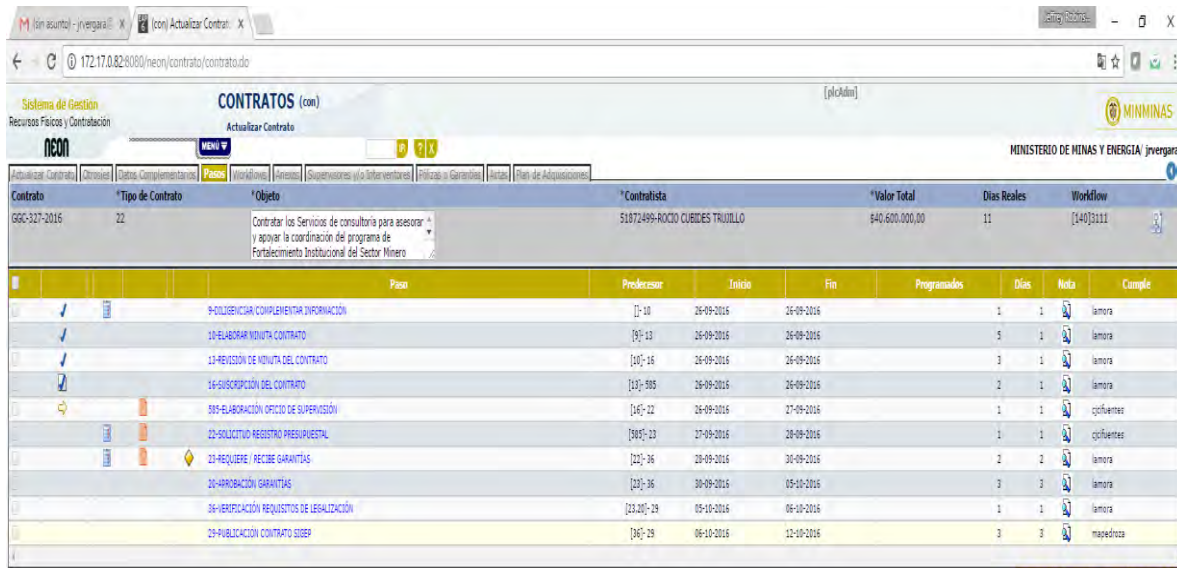 (sin asunto) - jrvergara X (con) Actualizar Contrat. X
172.17.0.82:8080/neon/contrato/contrato.do
Sistema de Gestión
Recursos Físicos y Contratación
neon
CONTRATOS (con)
Actualizar Contrato
MENÚ
[plcAdm]
MINMINAS
MINISTERIO DE MINAS Y ENERGIA/ jrvergara
Actualizar Contrato Otrosíes Datos Complementarios Pasos Workflows Anexos Supervisores y/o Interventores Pólizas o Garantías Actas Plan de Adquisiciones
Contrato *Tipo de Contrato *Objeto *Contratista *Valor Total Dias Reales Workflow
GGC-327-2016 22 Contratar los Servicios de consultoría para asesorar 51872499-ROCIO CUBIDES TRUJILLO $40.600.000,00 11 [140]3111
y apoyar la coordinación del programa de
Fortalecimiento Institucional del Sector Minero
Paso Predecesor Inicio Fin Programados Días Nota Cumple
9-DILIGENCIAR/COMPLEMENTAR INFORMACIÓN []- 10 26-09-2016 26-09-2016 1 1 lamora
10-ELABORAR MINUTA CONTRATO [9]- 13 26-09-2016 26-09-2016 5 1 lamora
13-REVISIÓN DE MINUTA DEL CONTRATO [10]- 16 26-09-2016 26-09-2016 3 1 lamora
16-SUSCRIPCIÓN DEL CONTRATO [13]- 585 26-09-2016 26-09-2016 2 1 lamora
585-ELABORACIÓN OFICIO DE SUPERVISIÓN [16]- 22 26-09-2016 27-09-2016 1 1 cjcifuentes
22-SOLICITUD REGISTRO PRESUPUESTAL [585]- 23 27-09-2016 28-09-2016 1 1 cjcifuentes
23-REQUIERE / RECIBE GARANTÍAS [22]- 36 28-09-2016 30-09-2016 2 2 lamora
20-APROBACIÓN GARANTÍAS [23]- 36 30-09-2016 05-10-2016 3 3 lamora
36-VERIFICACIÓN REQUISITOS DE LEGALIZACIÓN [23,20]- 29 05-10-2016 06-10-2016 1 1 lamora
29-PUBLICACIÓN CONTRATO SIGEP [36]- 29 06-10-2016 12-10-2016 3 3 mapedroza